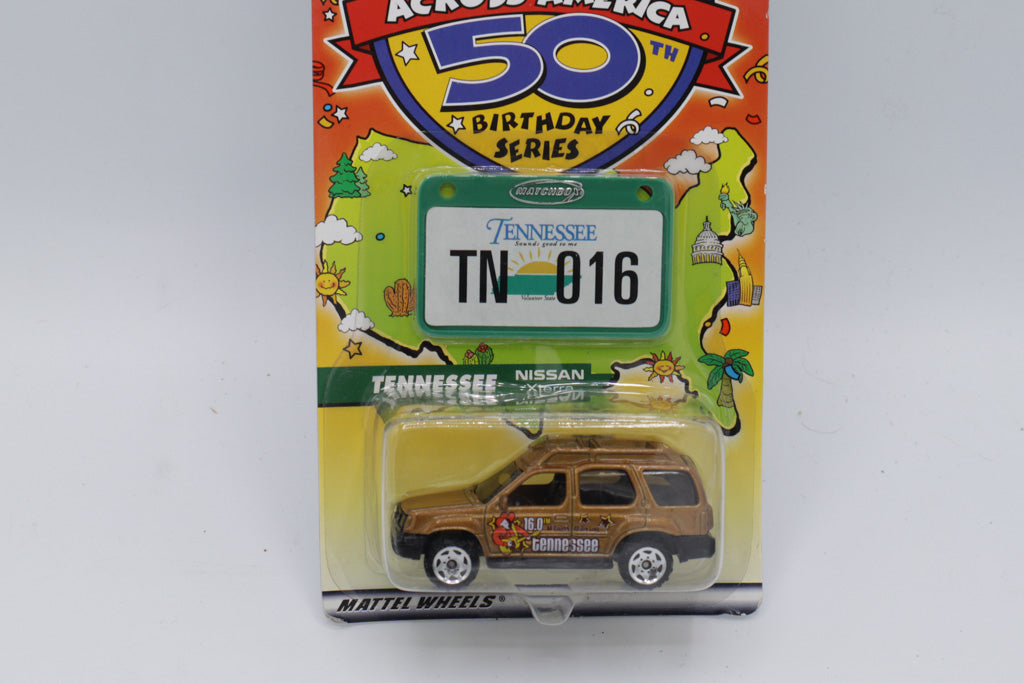 ACROSS AMERICA
50TH
BIRTHDAY
SERIES
MATCHBOX
TENNESSEE
Sounds good to me
TN 016
Volunteer State
TENNESSEE
NISSAN
Xterra
16.0TH
tennessee
MATTEL WHEELS®